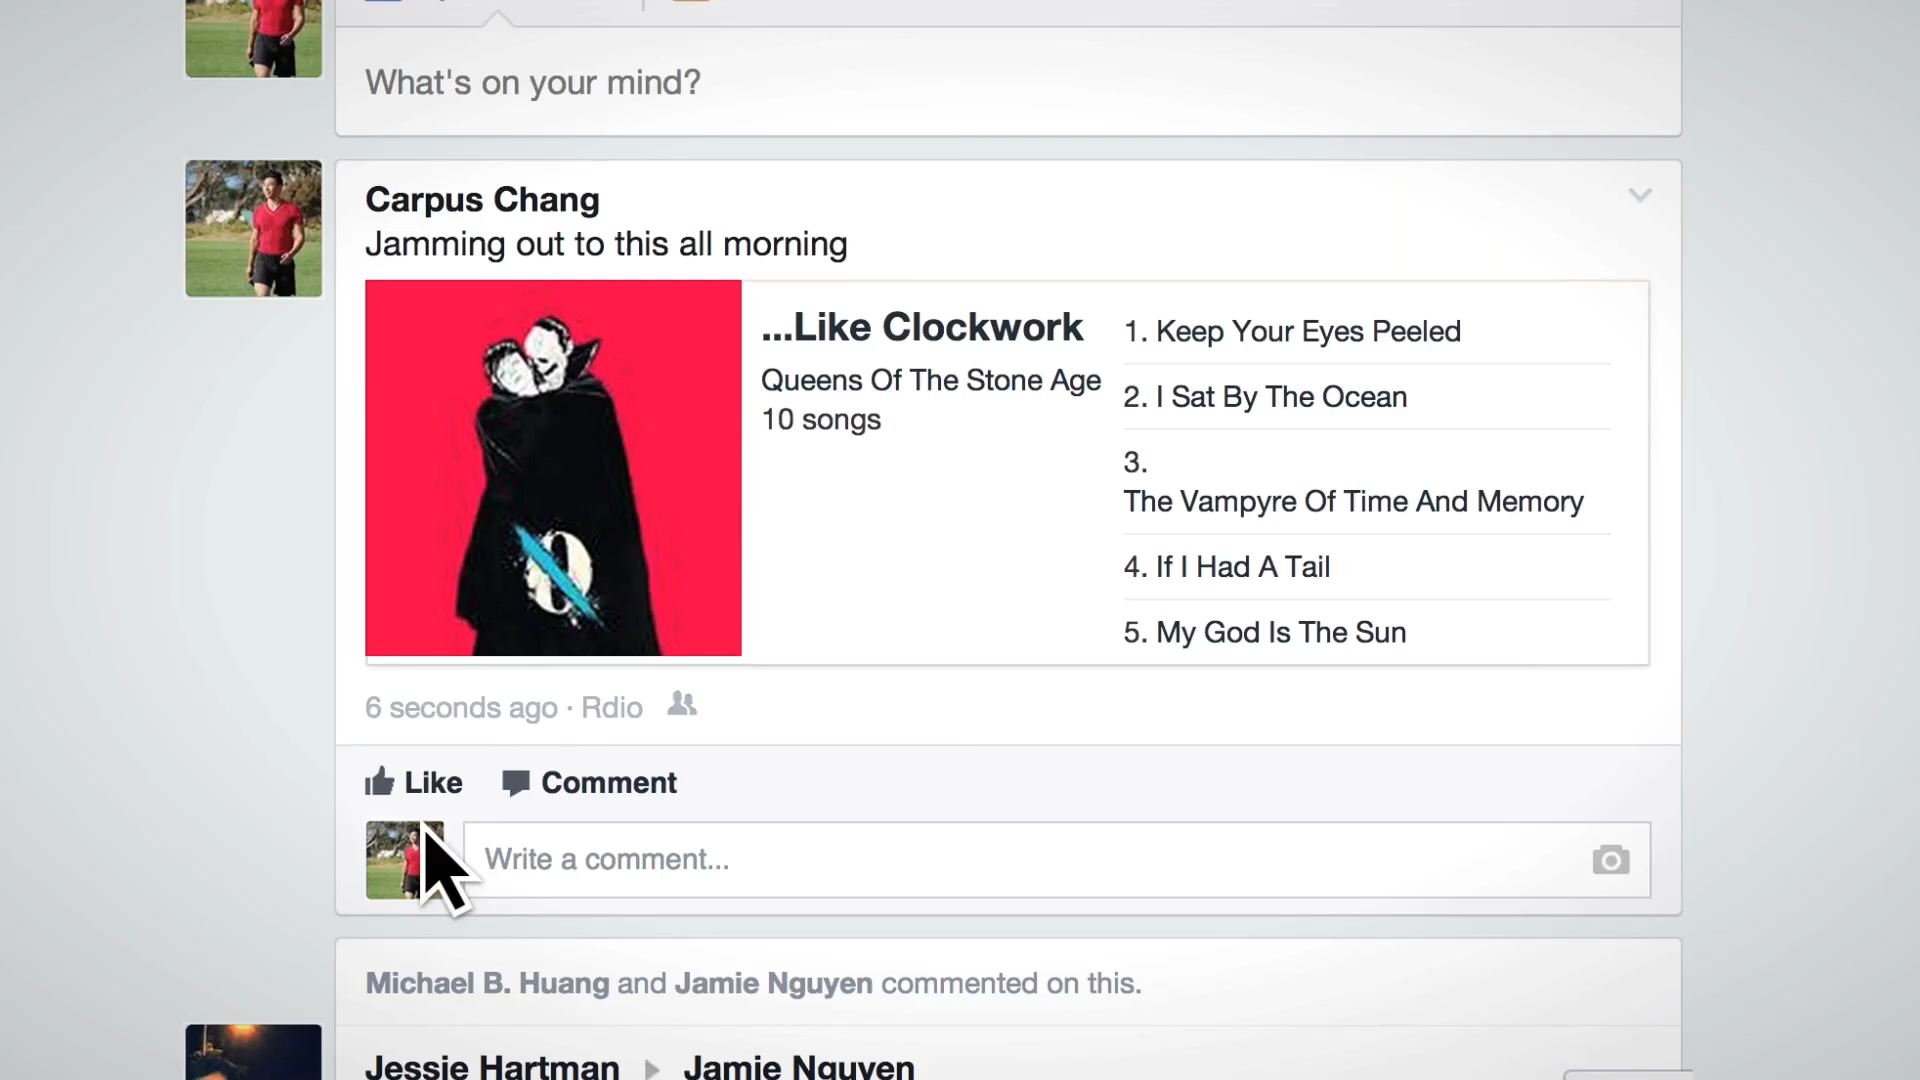 What's on your mind?
Carpus Chang
Jamming out to this all morning
...Like Clockwork
Queens Of The Stone Age
10 songs
1. Keep Your Eyes Peeled
2. I Sat By The Ocean
3.
The Vampyre Of Time And Memory
4. If I Had A Tail
5. My God Is The Sun
6 seconds ago · Rdio
Like Comment
Write a comment...
Michael B. Huang and Jamie Nguyen commented on this.
Jessie Hartman Jamie Nguyen